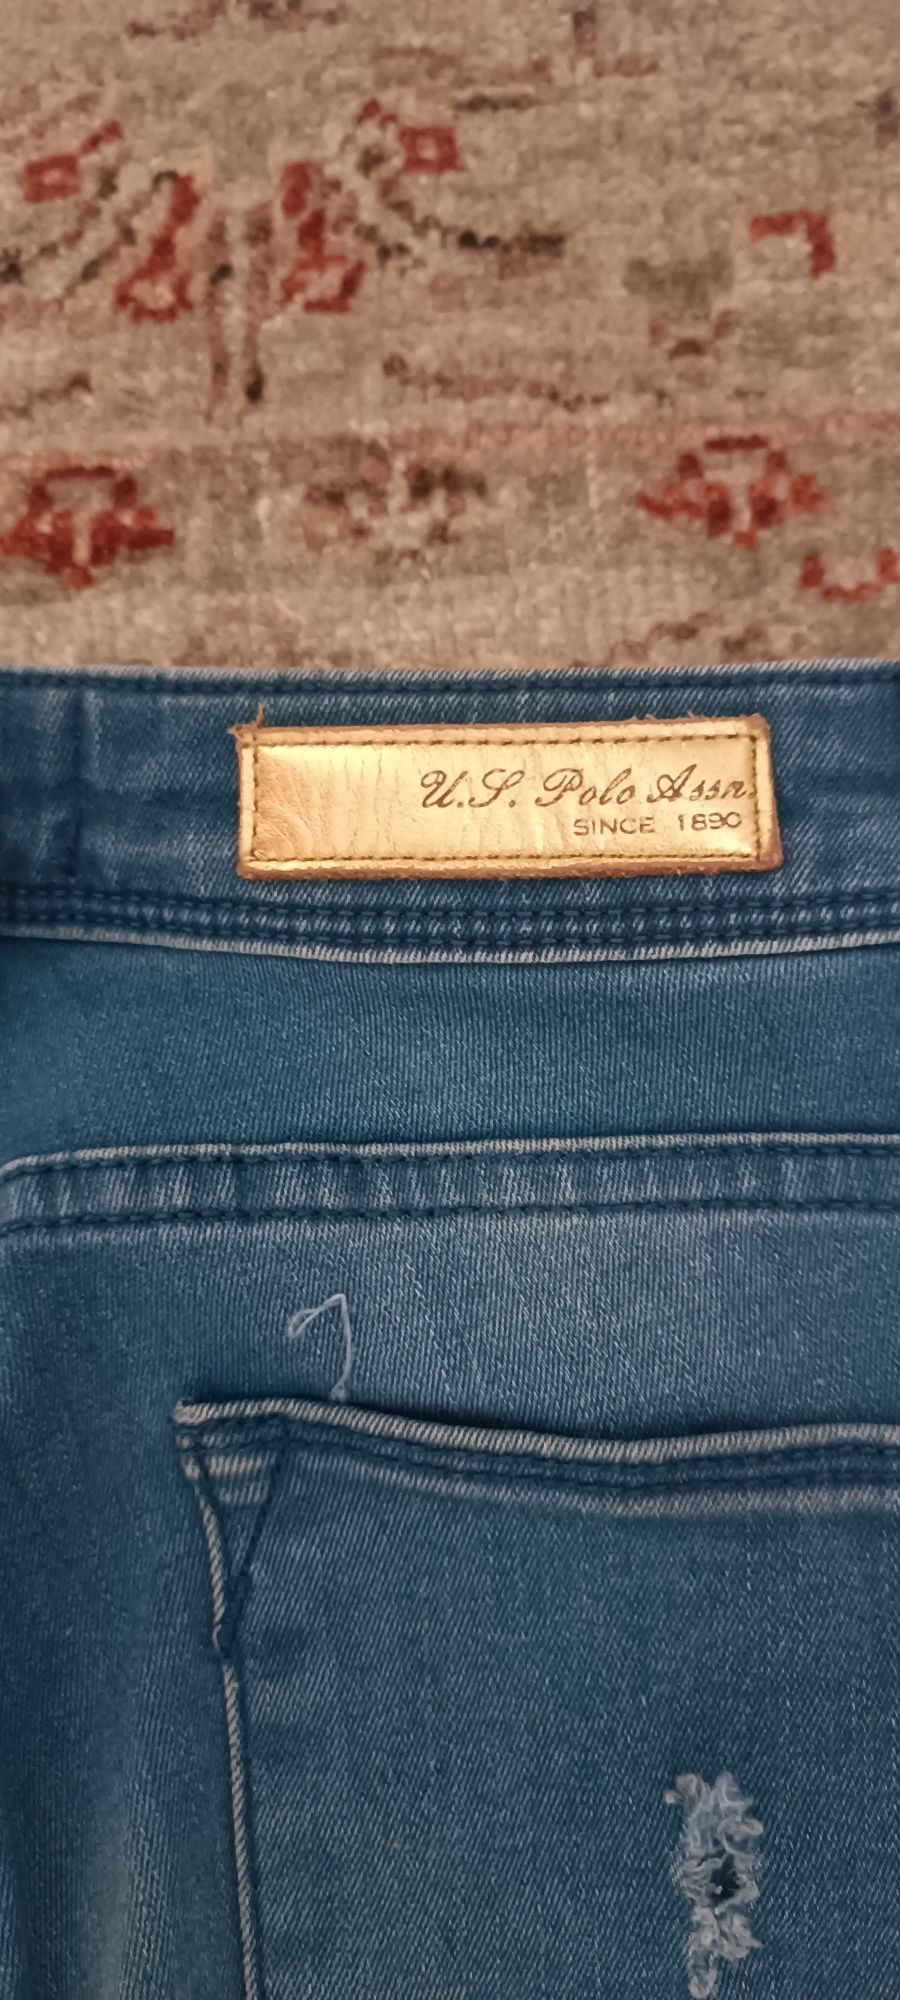 U.S. Polo Assn.
SINCE 1890